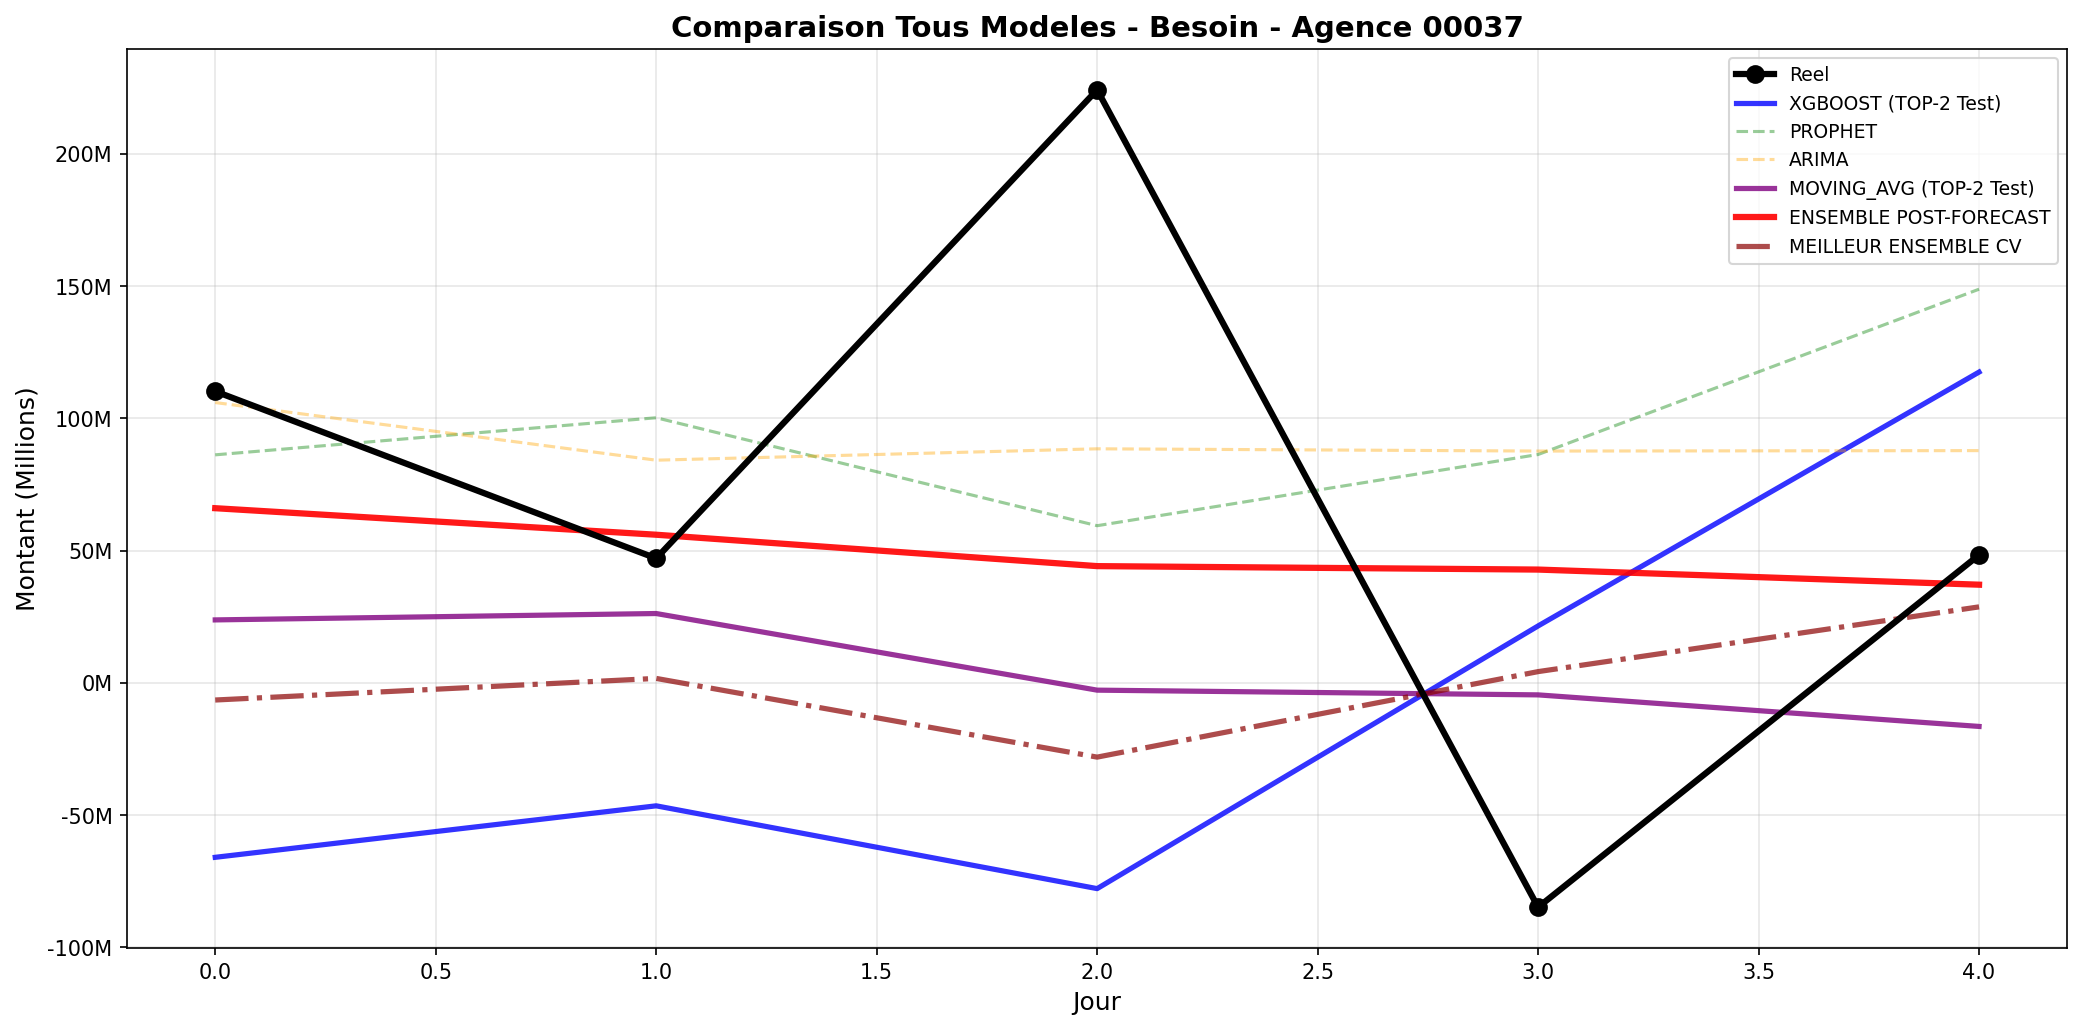 Comparaison Tous Modeles - Besoin - Agence 00037
Reel
XGBOOST (TOP-2 Test)
PROPHET
ARIMA
MOVING_AVG (TOP-2 Test)
ENSEMBLE POST-FORECAST
MEILLEUR ENSEMBLE CV
Montant (Millions)
200M
150M
100M
50M
0M
-50M
-100M
0.0 0.5 1.0 1.5 2.0 2.5 3.0 3.5 4.0
Jour